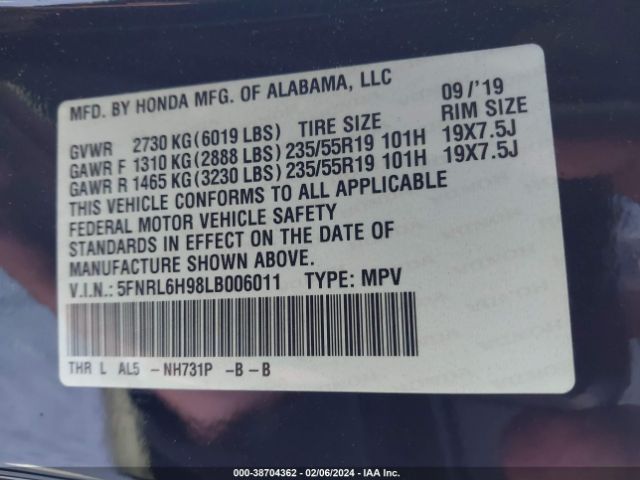 MFD. BY HONDA MFG. OF ALABAMA, LLC 09 /'19
GVWR 2730 KG (6019 LBS) TIRE SIZE RIM SIZE
GAWR F 1310 KG (2888 LBS) 235/55R19 101H 19X7.5J
GAWR R 1465 KG (3230 LBS) 235/55R19 101H 19X7.5J
THIS VEHICLE CONFORMS TO ALL APPLICABLE
FEDERAL MOTOR VEHICLE SAFETY
STANDARDS IN EFFECT ON THE DATE OF
MANUFACTURE SHOWN ABOVE.
V.I.N.: 5FNRL6H98LB006011 TYPE: MPV
THR L AL5 - NH731P - B - B
000-38704362 - 02/06/2024 - IAA Inc.